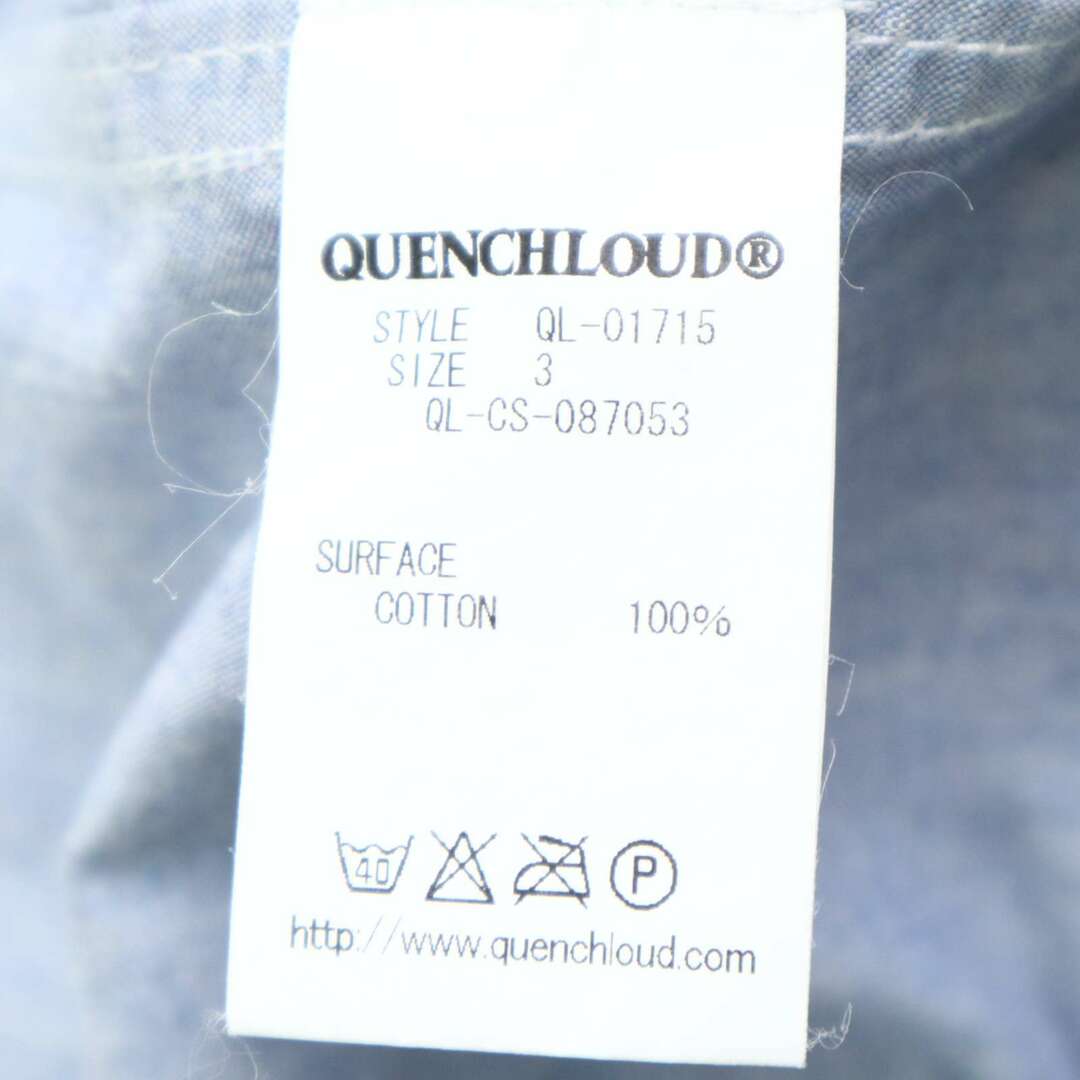 QUENCHLOUD®
STYLE QL-01715
SIZE 3
QL-CS-087053
SURFACE
COTTON 100%
40 P
http://www.quenchloud.com